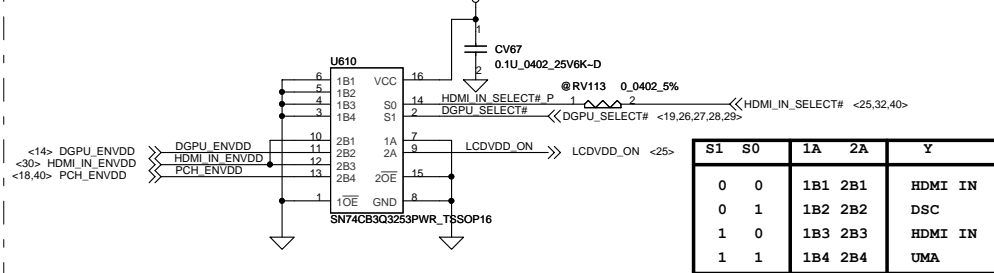 1
CV67
0.1U_0402_25V6K~D
2
U610
6 1B1 VCC 16
5 1B2
4 1B3 S0 14 HDMI_IN_SELECT#_P
3 1B4 S1 2 DGPU_SELECT#
@RV113 0_0402_5%
1 2
HDMI_IN_SELECT# <25,32,40>
DGPU_SELECT# <19,26,27,28,29>
10 2B1 1A 7
<14> DGPU_ENVDD DGPU_ENVDD 11 2B2 2A 9 LCDVDD_ON LCDVDD_ON <25>
<30> HDMI_IN_ENVDD HDMI_IN_ENVDD 12 2B3
<18,40> PCH_ENVDD PCH_ENVDD 13 2B4 2OE 15
1 1OE GND 8
SN74CB3Q3253PWR_TSSOP16
S1 S0 1A 2A Y
0 0 1B1 2B1 HDMI IN
0 1 1B2 2B2 DSC
1 0 1B3 2B3 HDMI IN
1 1 1B4 2B4 UMA